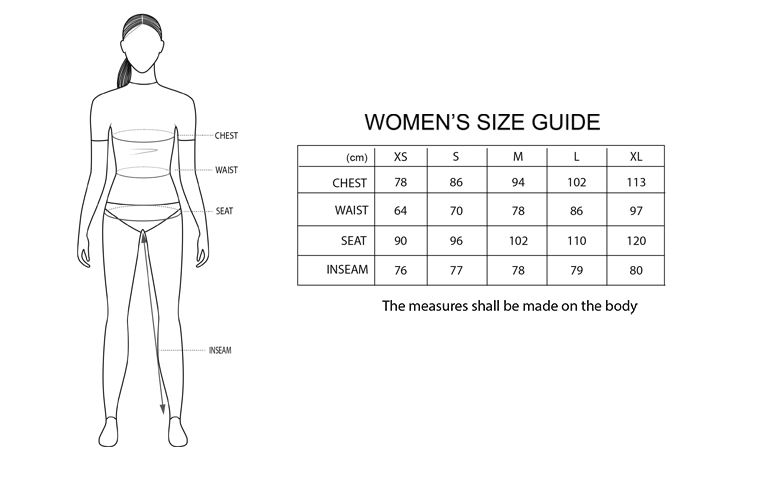 WOMEN'S SIZE GUIDE
(cm) XS S M L XL
CHEST 78 86 94 102 113
WAIST 64 70 78 86 97
SEAT 90 96 102 110 120
INSEAM 76 77 78 79 80
The measures shall be made on the body
CHEST
WAIST
SEAT
INSEAM